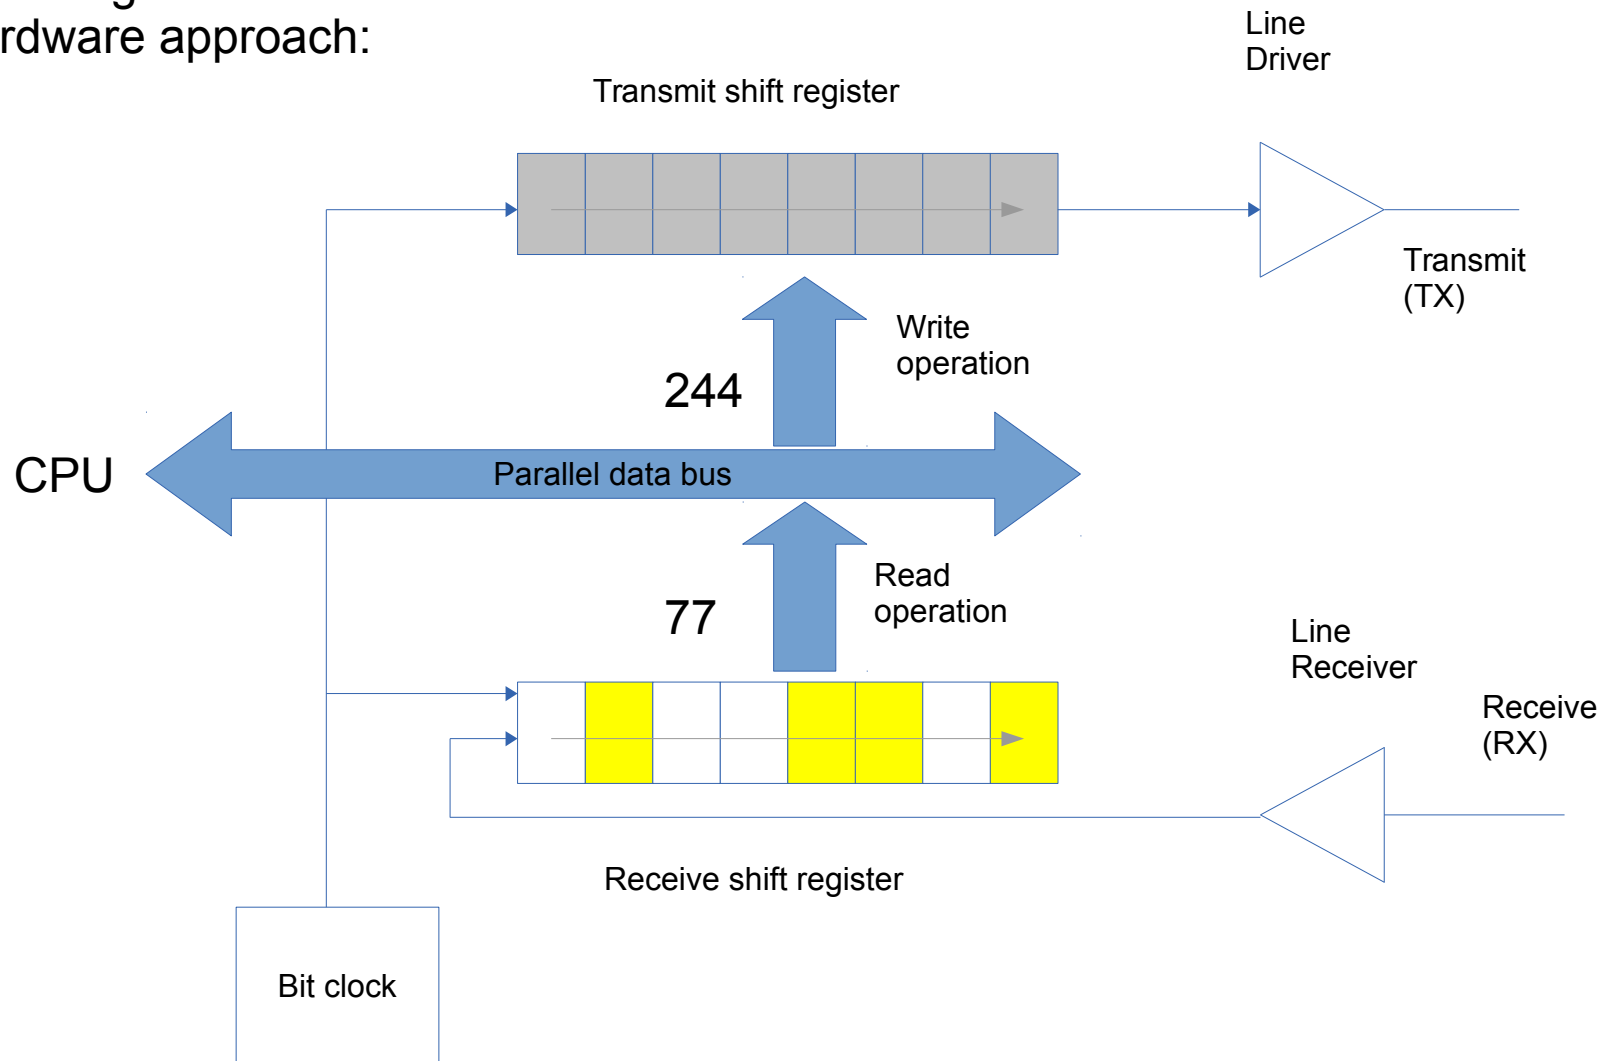 rdware approach:
Line
Driver
Transmit shift register
Transmit
(TX)
Write
operation
244
CPU
Parallel data bus
Read
operation
77
Line
Receiver
Receive
(RX)
Receive shift register
Bit clock